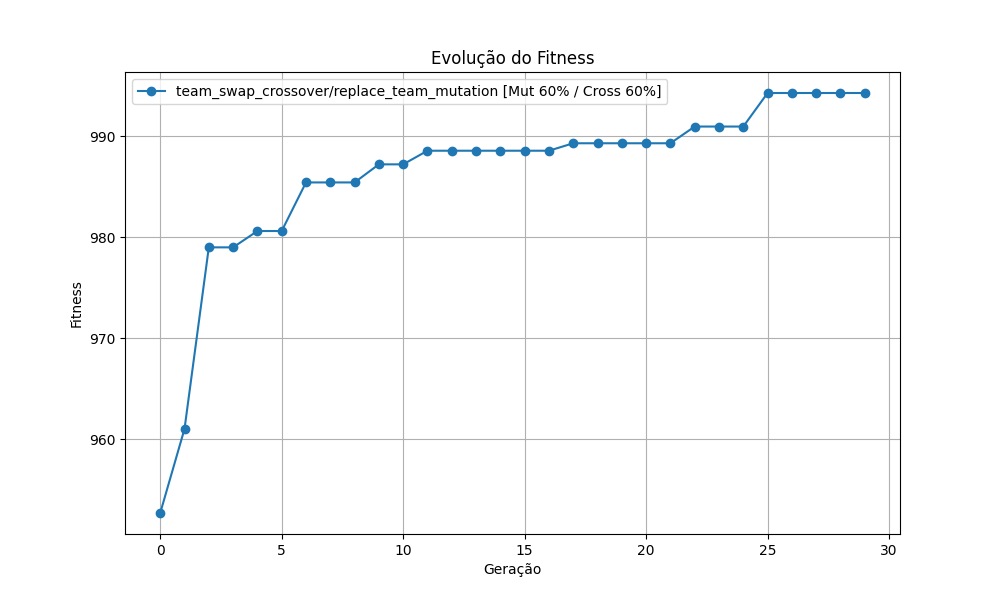 Evolução do Fitness
team_swap_crossover/replace_team_mutation [Mut 60% / Cross 60%]
Fitness
990
980
970
960
0 5 10 15 20 25 30
Geração